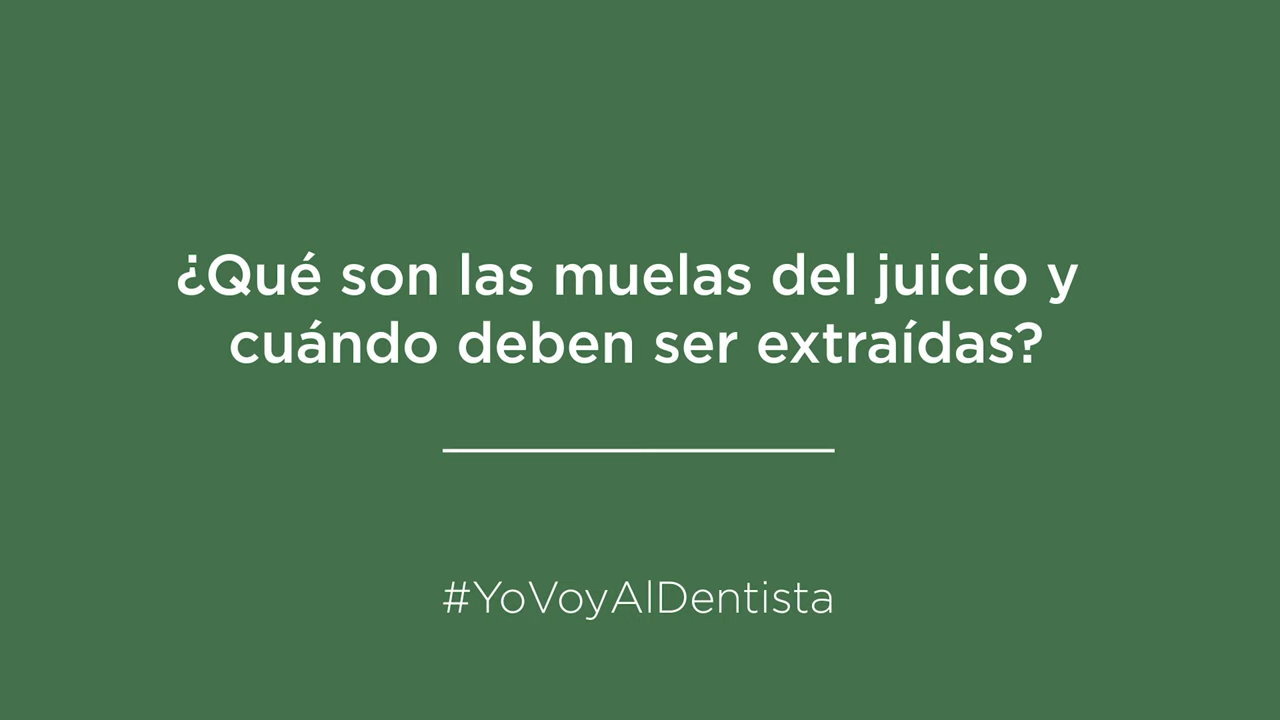 ¿Qué son las muelas del juicio y
cuándo deben ser extraídas?
#YoVoyAlDentista